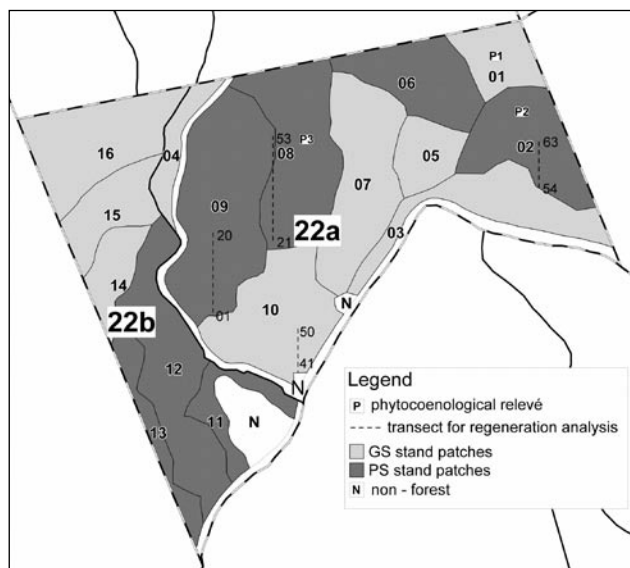 P1
01
06
P2
02
63
54
16
04
53
P3
08
05
07
15
09
20
22a
21
03
14
22b
N
01
10
50
41
N
12
11
N
13
Legend
P phytocoenological relevé
transect for regeneration analysis
GS stand patches
PS stand patches
N non - forest